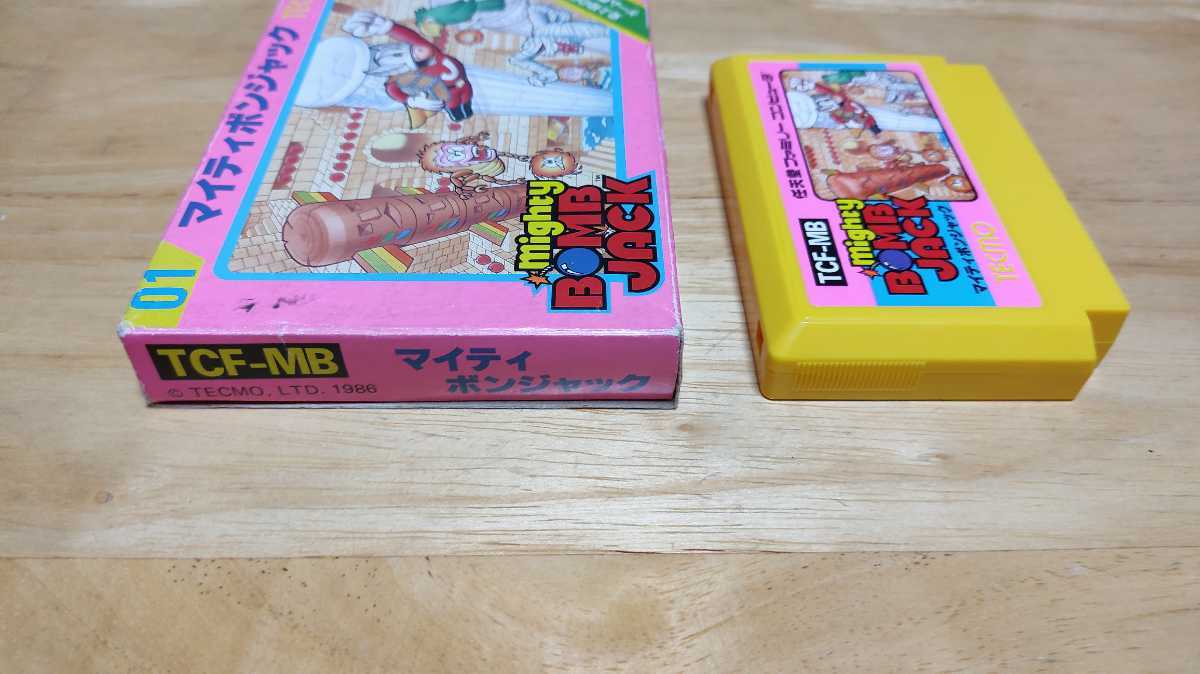 マイティボンジャック
TEC
01
mighty
BOMB
JACK
TM
TCF-MB
マイティ
ボンジャック
© TECMO, LTD. 1986
任天堂 ファミリーコンピュータ
TCF-MB
mighty
BOMB
JACK
マイティボンジャック
TECMO